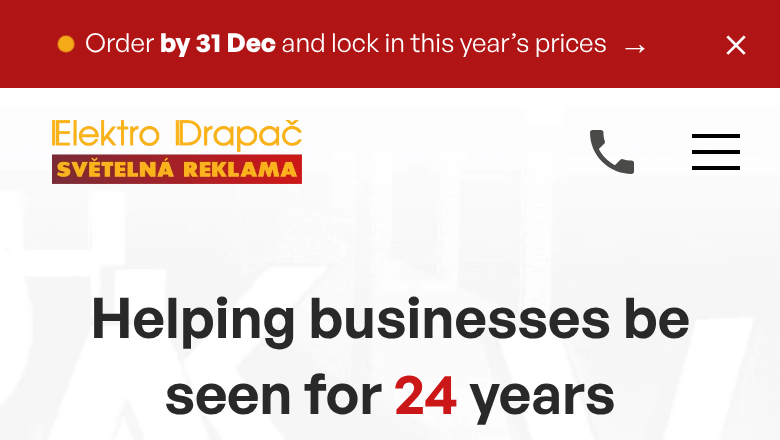 Order by 31 Dec and lock in this year’s prices →
Elektro Drapač
SVĚTELNÁ REKLAMA
Helping businesses be
seen for 24 years